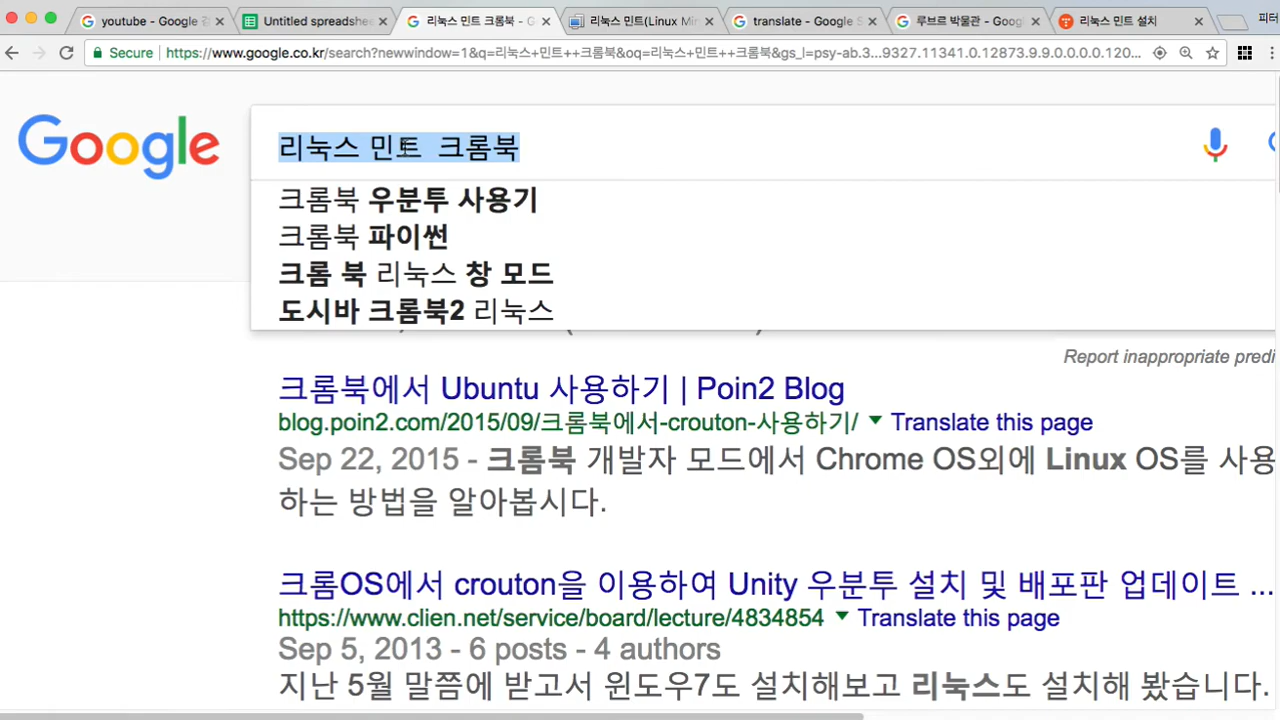 youtube - Google 검
Untitled spreadshee
리눅스 민트 크롬북 - G
리눅스 민트(Linux Min
translate - Google S
루브르 박물관 - Googl
리눅스 민트 설치
피터
Secure https://www.google.co.kr/search?newwindow=1&q=리눅스+민트++크롬북&oq=리눅스+민트++크롬북&gs_l=psy-ab.3...9327.11341.0.12873.9.9.0.0.0.0.120...
Google
리눅스 민트  크롬북
크롬북 우분투 사용기
크롬북 파이썬
크롬 북 리눅스 창 모드
도시바 크롬북2 리눅스
Report inappropriate predi
크롬북에서 Ubuntu 사용하기 | Poin2 Blog
blog.poin2.com/2015/09/크롬북에서-crouton-사용하기/ Translate this page
Sep 22, 2015 - 크롬북 개발자 모드에서 Chrome OS외에 Linux OS를 사용
하는 방법을 알아봅시다.
크롬OS에서 crouton을 이용하여 Unity 우분투 설치 및 배포판 업데이트 ...
https://www.clien.net/service/board/lecture/4834854 Translate this page
Sep 5, 2013 - 6 posts - 4 authors
지난 5월 말쯤에 받고서 윈도우7도 설치해보고 리눅스도 설치해 봤습니다.